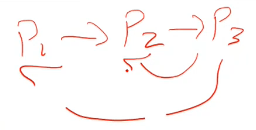 P₁ → P₂ → P₃